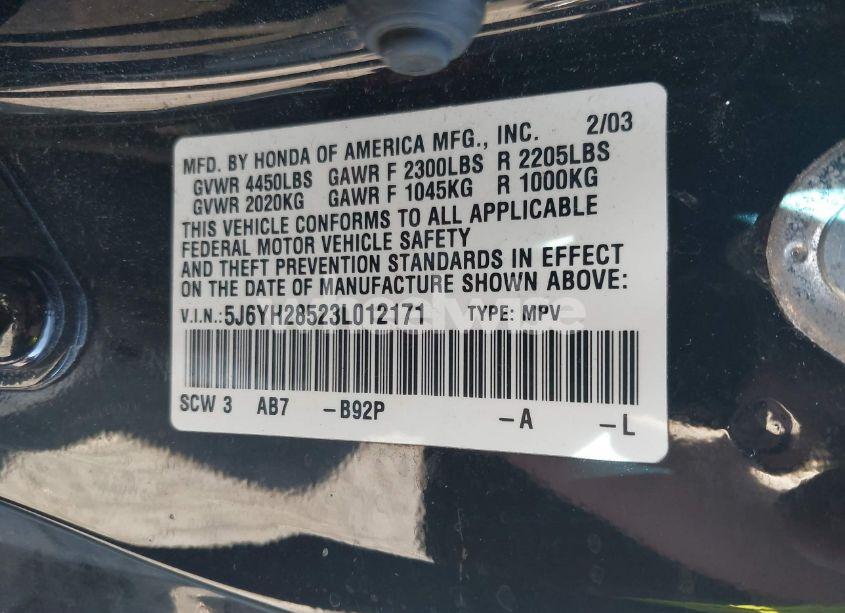 MFD. BY HONDA OF AMERICA MFG., INC. 2/03
GVWR 4450LBS GAWR F 2300LBS R 2205LBS
GVWR 2020KG GAWR F 1045KG R 1000KG
THIS VEHICLE CONFORMS TO ALL APPLICABLE
FEDERAL MOTOR VEHICLE SAFETY
AND THEFT PREVENTION STANDARDS IN EFFECT
ON THE DATE OF MANUFACTURE SHOWN ABOVE:
V.I.N.:5J6YH28523L012171 TYPE: MPV
SCW 3 AB7 -B92P -A -L